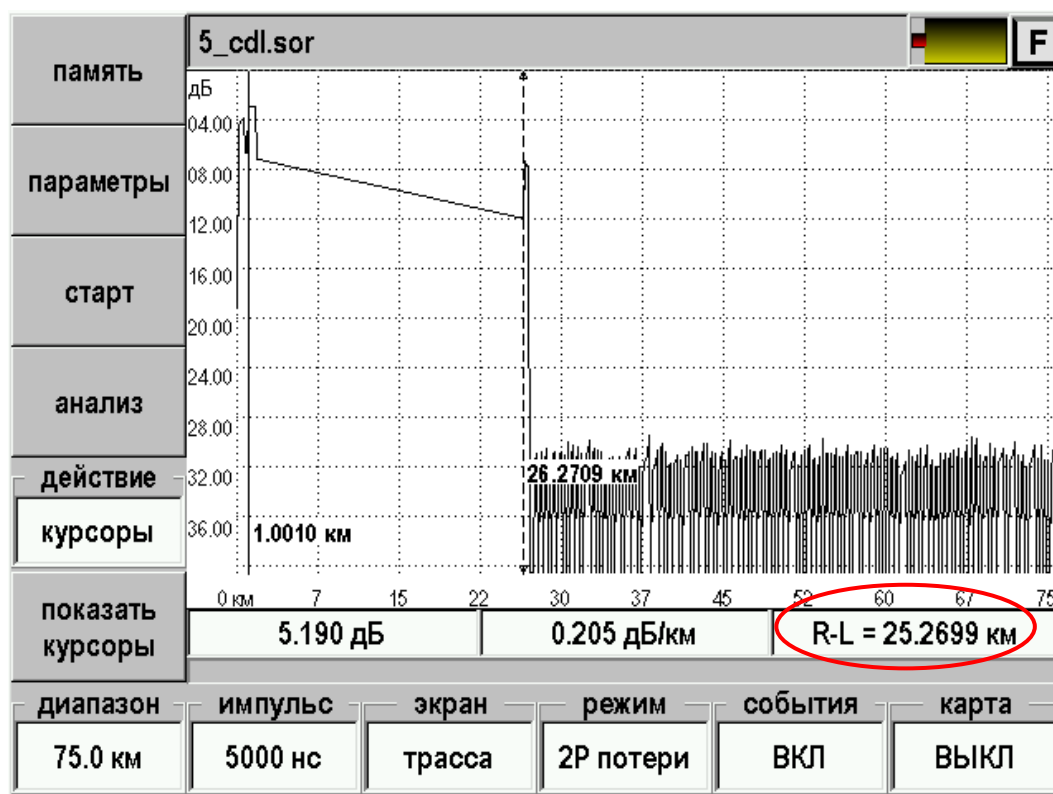 5_cdl.sor
F
память
параметры
старт
анализ
действие
курсоры
показать
курсоры
дБ
04.00
08.00
12.00
16.00
20.00
24.00
28.00
32.00
36.00
26.2709 км
1.0010 км
0 км 7 15 22 30 37 45 52 60 67 75
5.190 дБ 0.205 дБ/км R-L = 25.2699 км
диапазон импульс экран режим события карта
75.0 км 5000 нс трасса 2P потери ВКЛ ВЫКЛ